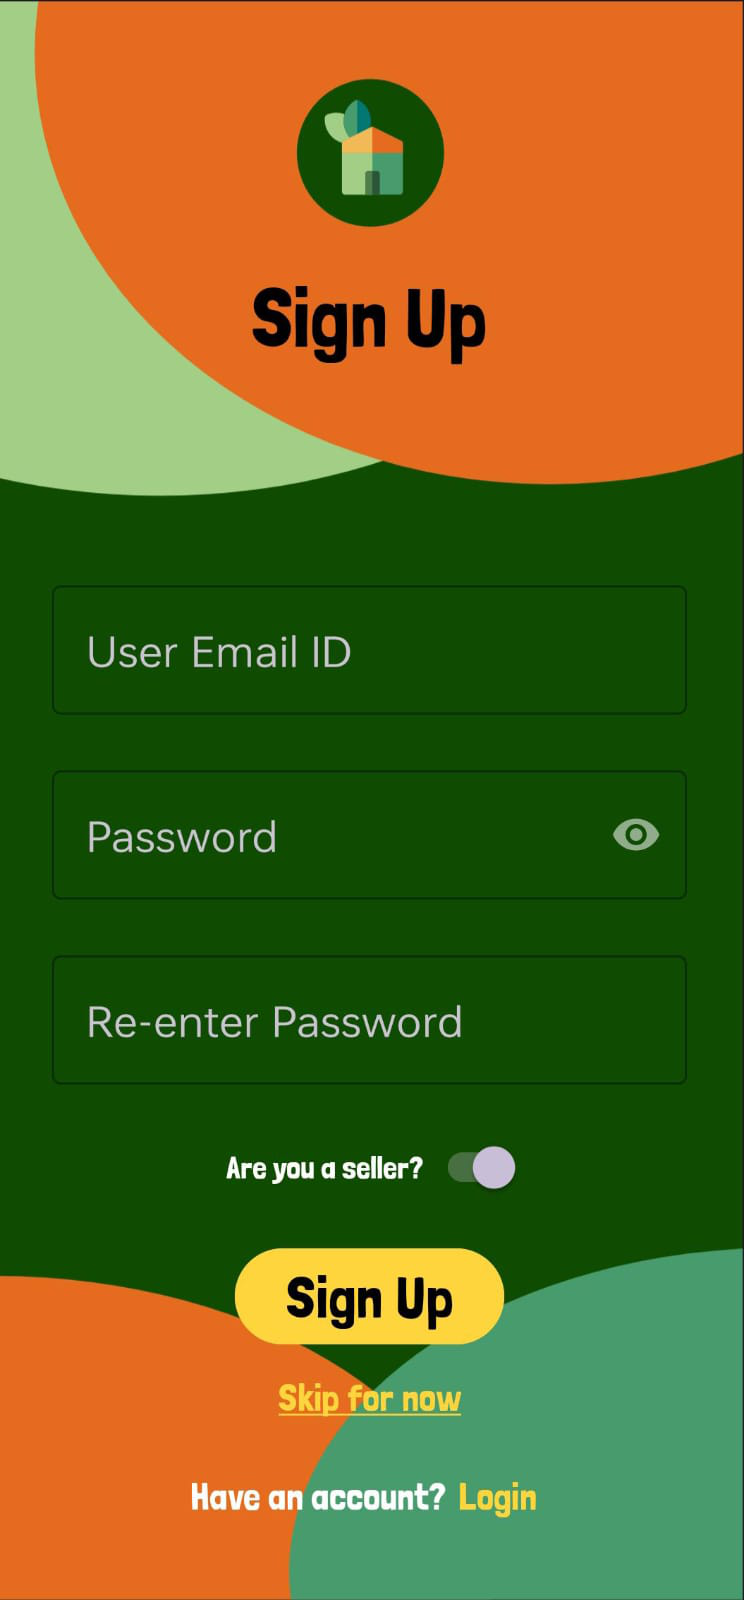 Sign Up
User Email ID
Password
Re-enter Password
Are you a seller?
Sign Up
Skip for now
Have an account? Login